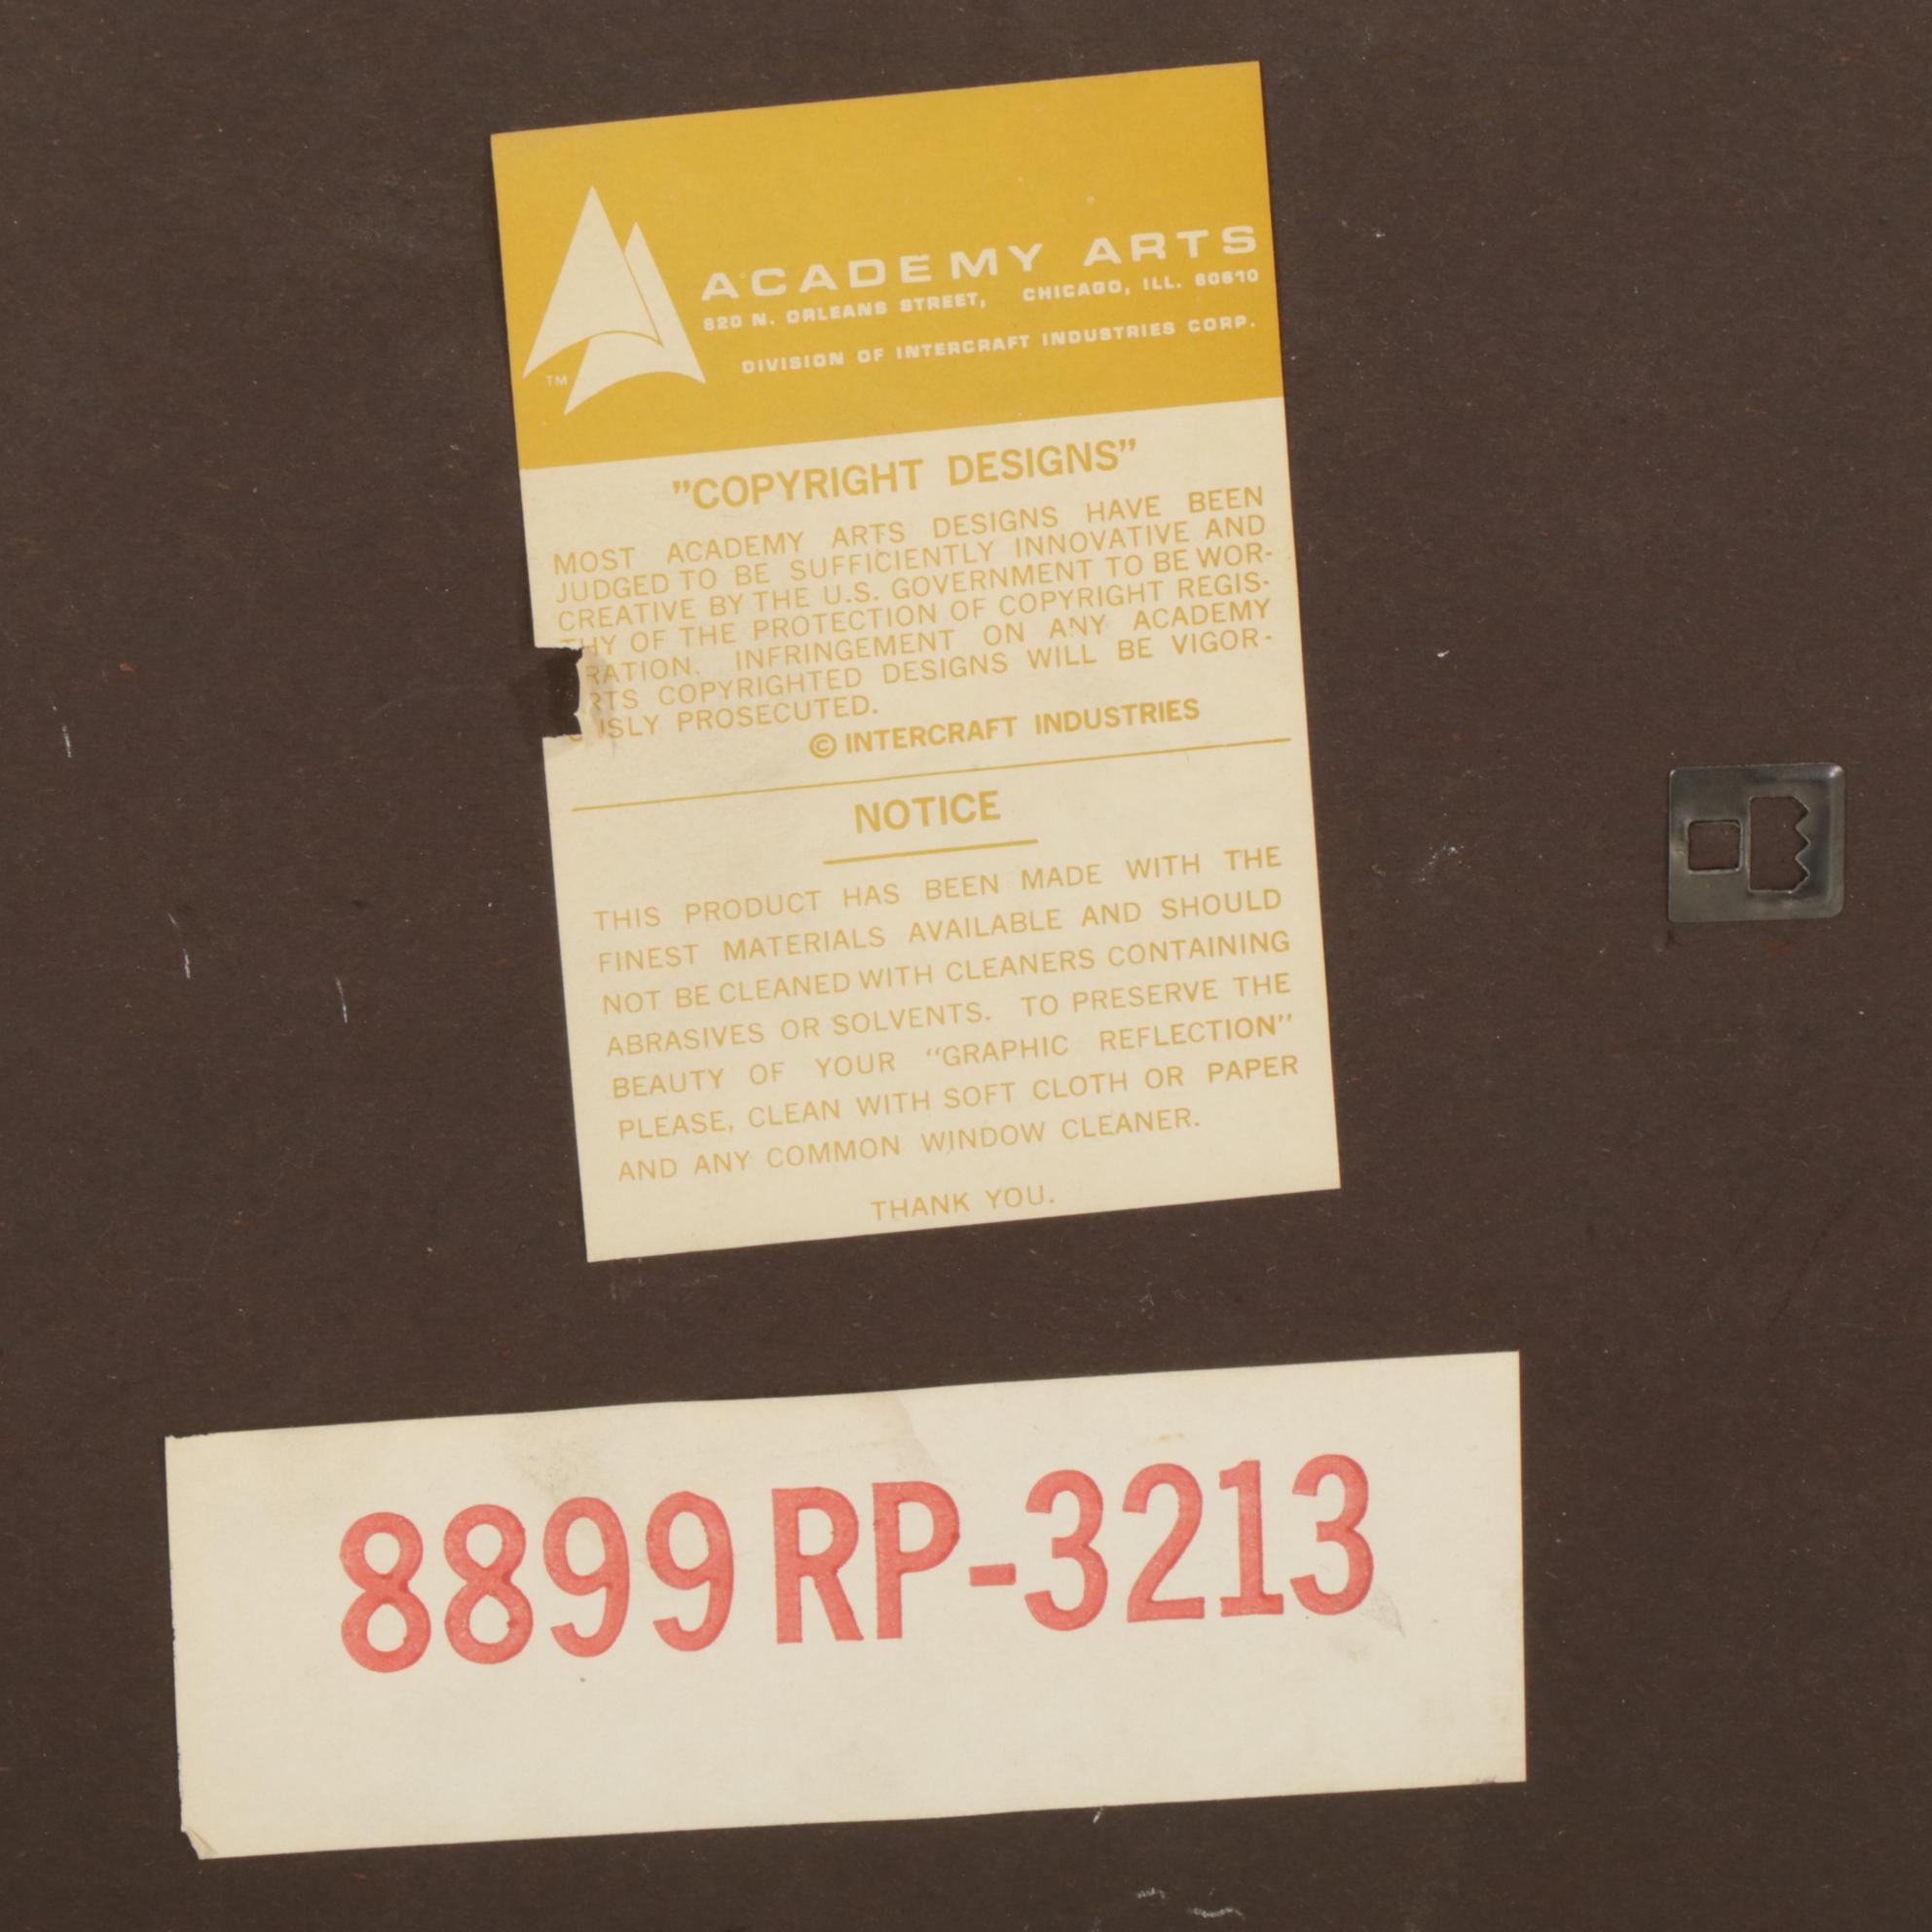 ACADEMY ARTS
820 N. ORLEANS STREET, CHICAGO, ILL. 60610
DIVISION OF INTERCRAFT INDUSTRIES CORP.
TM
"COPYRIGHT DESIGNS"
MOST ACADEMY ARTS DESIGNS HAVE BEEN
JUDGED TO BE SUFFICIENTLY INNOVATIVE AND
CREATIVE BY THE U.S. GOVERNMENT TO BE WOR-
THY OF THE PROTECTION OF COPYRIGHT REGIS-
RATION. INFRINGEMENT ON ANY ACADEMY
RTS COPYRIGHTED DESIGNS WILL BE VIGOR-
SLY PROSECUTED.
© INTERCRAFT INDUSTRIES
NOTICE
THIS PRODUCT HAS BEEN MADE WITH THE
FINEST MATERIALS AVAILABLE AND SHOULD
NOT BE CLEANED WITH CLEANERS CONTAINING
ABRASIVES OR SOLVENTS. TO PRESERVE THE
BEAUTY OF YOUR "GRAPHIC REFLECTION"
PLEASE, CLEAN WITH SOFT CLOTH OR PAPER
AND ANY COMMON WINDOW CLEANER.
THANK YOU.
8899 RP-3213